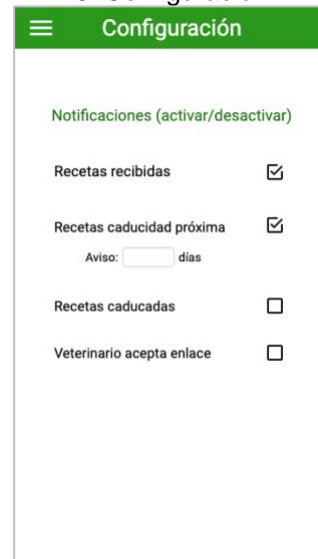 Configuración
Notificaciones (activar/desactivar)
Recetas recibidas
Recetas caducidad próxima
Aviso: días
Recetas caducadas
Veterinario acepta enlace